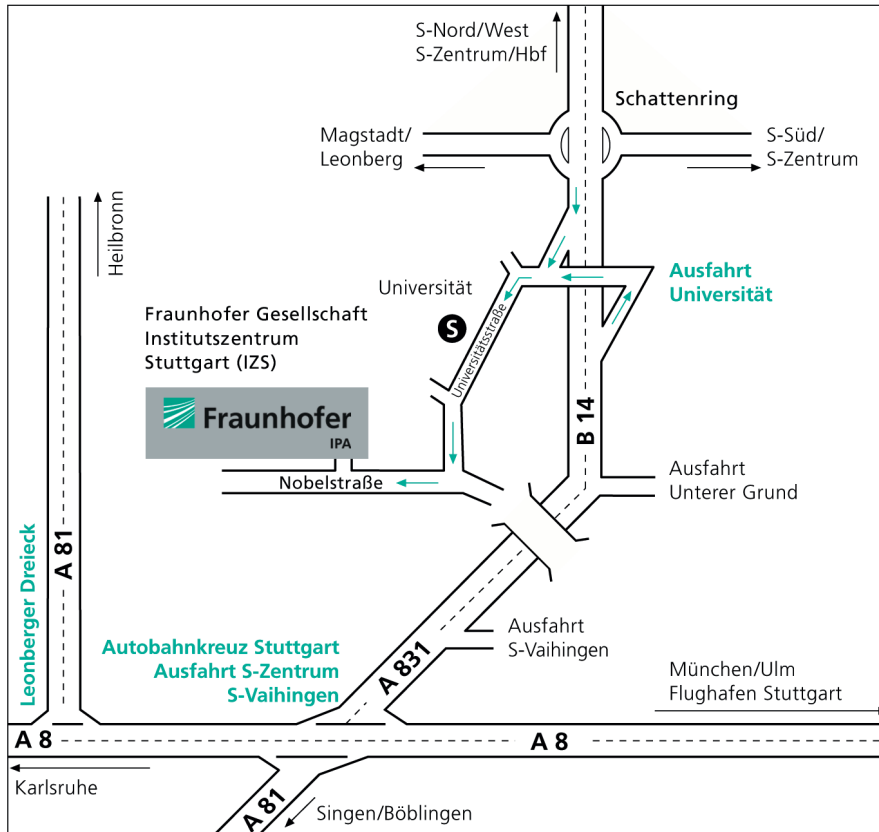 S-Nord/West
S-Zentrum/Hbf
Schattenring
Magstadt/
Leonberg
S-Süd/
S-Zentrum
Heilbronn
Universität
Ausfahrt
Universität
Fraunhofer Gesellschaft
Institutszentrum
Stuttgart (IZS)
S
Universitätsstraße
Fraunhofer
IPA
B 14
Nobelstraße
Ausfahrt
Unterer Grund
A 81
Leonberger Dreieck
Autobahnkreuz Stuttgart
Ausfahrt S-Zentrum
S-Vaihingen
A 831
Ausfahrt
S-Vaihingen
München/Ulm
Flughafen Stuttgart
A 8
A 8
Karlsruhe
A 81
Singen/Böblingen